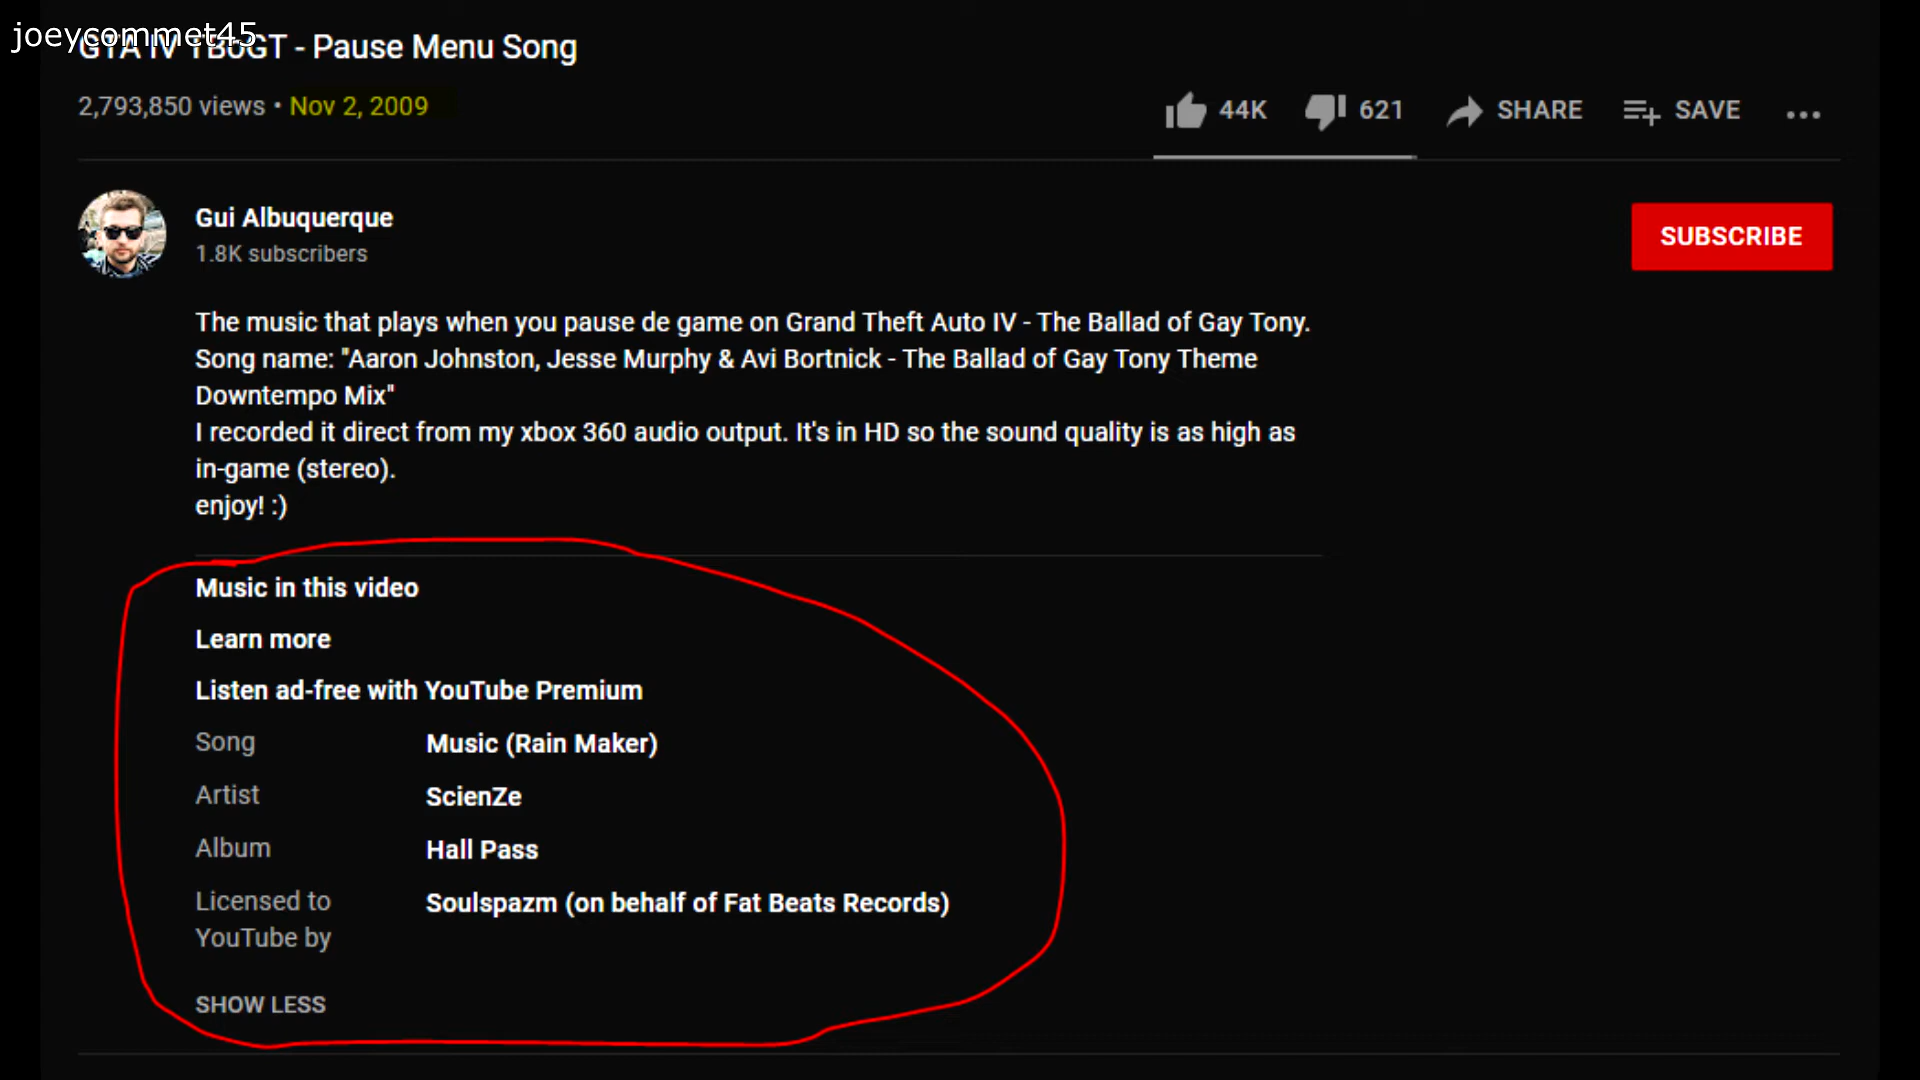 joeycommet45
GTA IV TBoGT - Pause Menu Song
2,793,850 views • Nov 2, 2009
44K
621
SHARE
SAVE
Gui Albuquerque
1.8K subscribers
SUBSCRIBE
The music that plays when you pause de game on Grand Theft Auto IV - The Ballad of Gay Tony.
Song name: "Aaron Johnston, Jesse Murphy & Avi Bortnick - The Ballad of Gay Tony Theme
Downtempo Mix"
I recorded it direct from my xbox 360 audio output. It's in HD so the sound quality is as high as
in-game (stereo).
enjoy! :)
Music in this video
Learn more
Listen ad-free with YouTube Premium
Song Music (Rain Maker)
Artist ScienZe
Album Hall Pass
Licensed to Soulspazm (on behalf of Fat Beats Records)
YouTube by
SHOW LESS